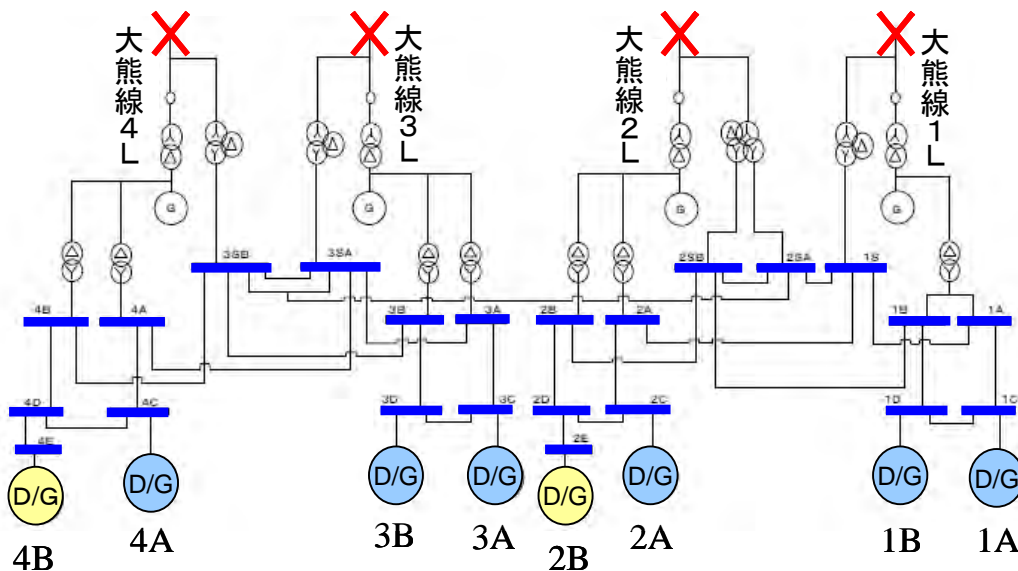 大熊線4L
大熊線3L
大熊線2L
大熊線1L
G
G
G
G
3SB
3SA
2SB
2SA
1S
4B
4A
3B
3A
2B
2A
1B
1A
4D
4C
3D
3C
2D
2C
1D
1C
4E
2E
D/G
D/G
D/G
D/G
D/G
D/G
D/G
D/G
4B
4A
3B
3A
2B
2A
1B
1A